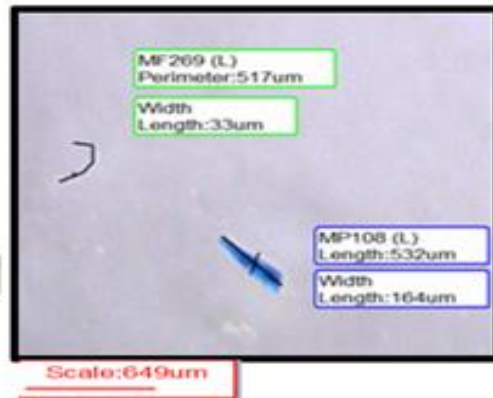 MF269 (L)
Perimeter:517um
Width
Length:33um
MP108 (L)
Length:532um
Width
Length:164um
Scale:649um